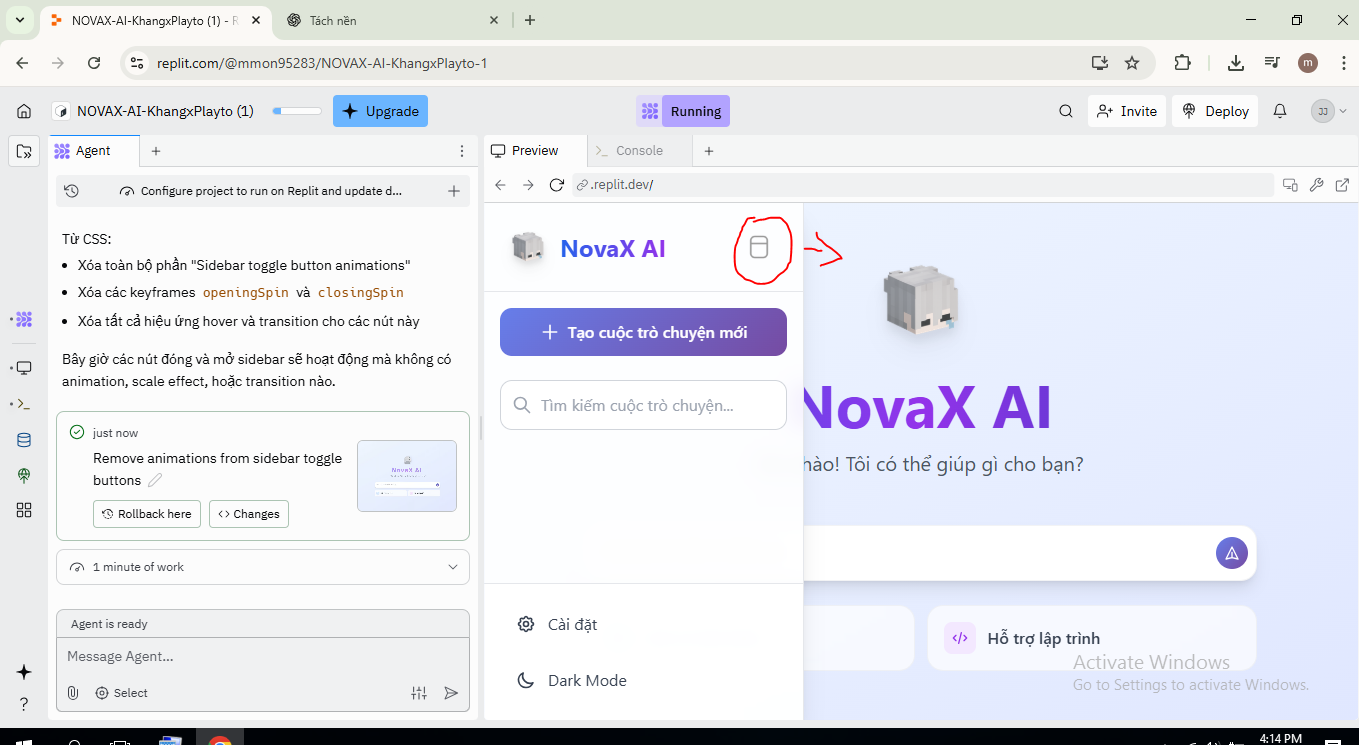 NOVAX-AI-KhangxPlayto (1) - R
Tách nền
replit.com/@mmon95283/NOVAX-AI-KhangxPlayto-1
m
NOVAX-AI-KhangxPlayto (1)
Upgrade
Running
Invite
Deploy
JJ
Agent
Preview
Console
Configure project to run on Replit and update d...
.replit.dev/
Từ CSS:
Xóa toàn bộ phần "Sidebar toggle button animations"
Xóa các keyframes openingSpin và closingSpin
Xóa tất cả hiệu ứng hover và transition cho các nút này
Bây giờ các nút đóng và mở sidebar sẽ hoạt động mà không có
animation, scale effect, hoặc transition nào.
just now
Remove animations from sidebar toggle
buttons
Rollback here
Changes
1 minute of work
Agent is ready
Message Agent...
Select
NovaX AI
Tạo cuộc trò chuyện mới
Tìm kiếm cuộc trò chuyện...
Cài đặt
Dark Mode
NovaX AI
hào! Tôi có thể giúp gì cho bạn?
Hỗ trợ lập trình
Activate Windows
Go to Settings to activate Windows.
4:14 PM